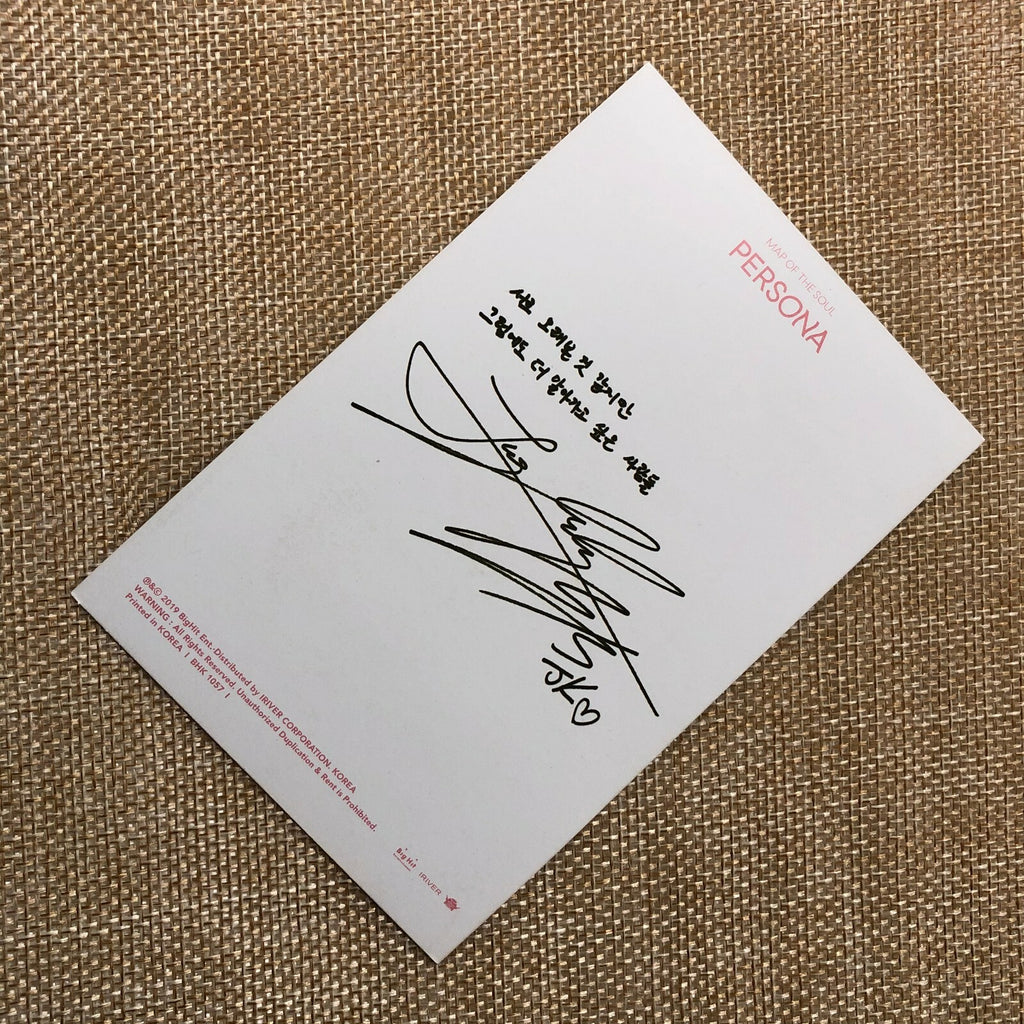 MAP OF THE SOUL
PERSONA
서로 오래본 것 같지만
그럼에도 더 알아가고 싶은 사람들
JK♡
℗&© 2019 BigHit Ent. Distributed by IRIVER CORPORATION. KOREA
WARNING : All Rights Reserved. Unauthorized Duplication & Rent is Prohibited.
Printed in KOREA I BHK 1057 I
Big Hit
IRIVER